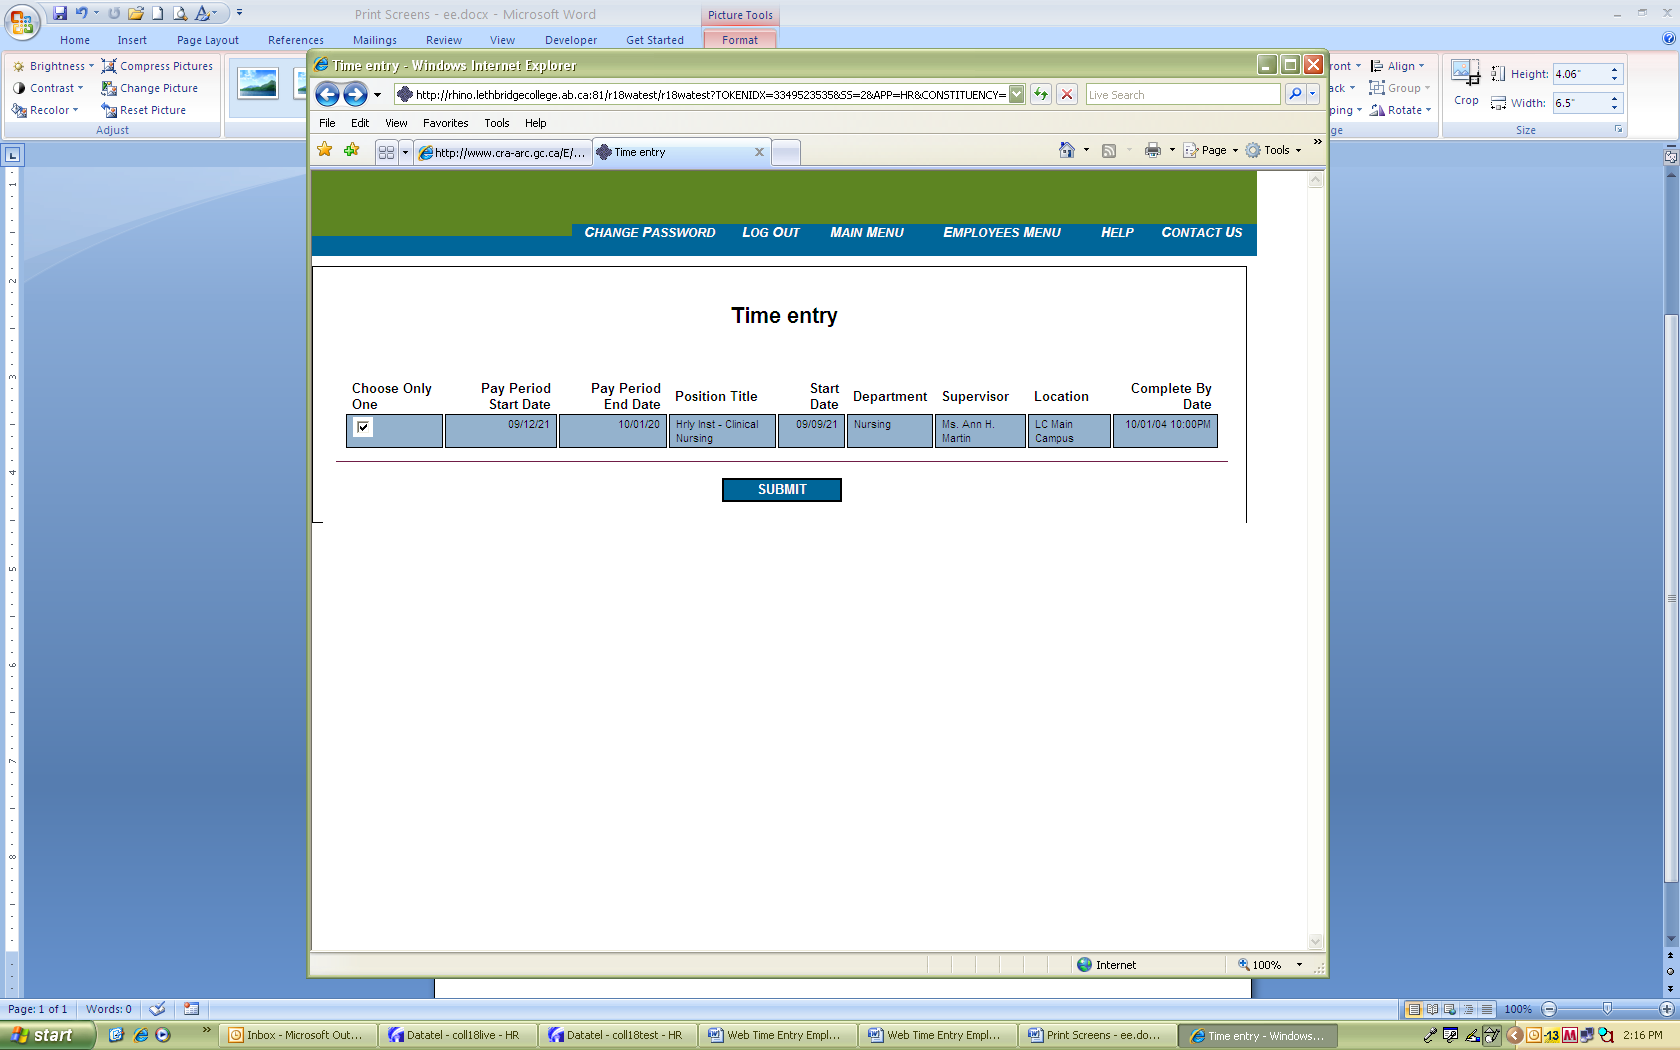 Print Screens - ee.docx - Microsoft Word
Picture Tools
Home Insert Page Layout References Mailings Review View Developer Get Started Format
Brightness Compress Pictures
Contrast Change Picture
Recolor Reset Picture
Adjust
Align
Group
Rotate
Crop
Height: 4.06"
Width: 6.5"
Size
Time entry - Windows Internet Explorer
http://rhino.lethbridgecollege.ab.ca:81/r18watest/r18watest?TOKENIDX=3349523535&SS=2&APP=HR&CONSTITUENCY=
Live Search
File Edit View Favorites Tools Help
http://www.cra-arc.gc.ca/E/...
Time entry
Page Tools
CHANGE PASSWORD LOG OUT MAIN MENU EMPLOYEES MENU HELP CONTACT US
Time entry
Choose Only One
Pay Period Start Date
Pay Period End Date
Position Title
Start Date
Department
Supervisor
Location
Complete By Date
09/12/21
10/01/20
Hrly Inst - Clinical Nursing
09/09/21
Nursing
Ms. Ann H. Martin
LC Main Campus
10/01/04 10:00PM
SUBMIT
Internet
100%
Page: 1 of 1 Words: 0
100%
start
Inbox - Microsoft Out...
Datatel - coll18live - HR
Datatel - coll18test - HR
Web Time Entry Empl...
Web Time Entry Empl...
Print Screens - ee.do...
Time entry - Windows...
-13
2:16 PM